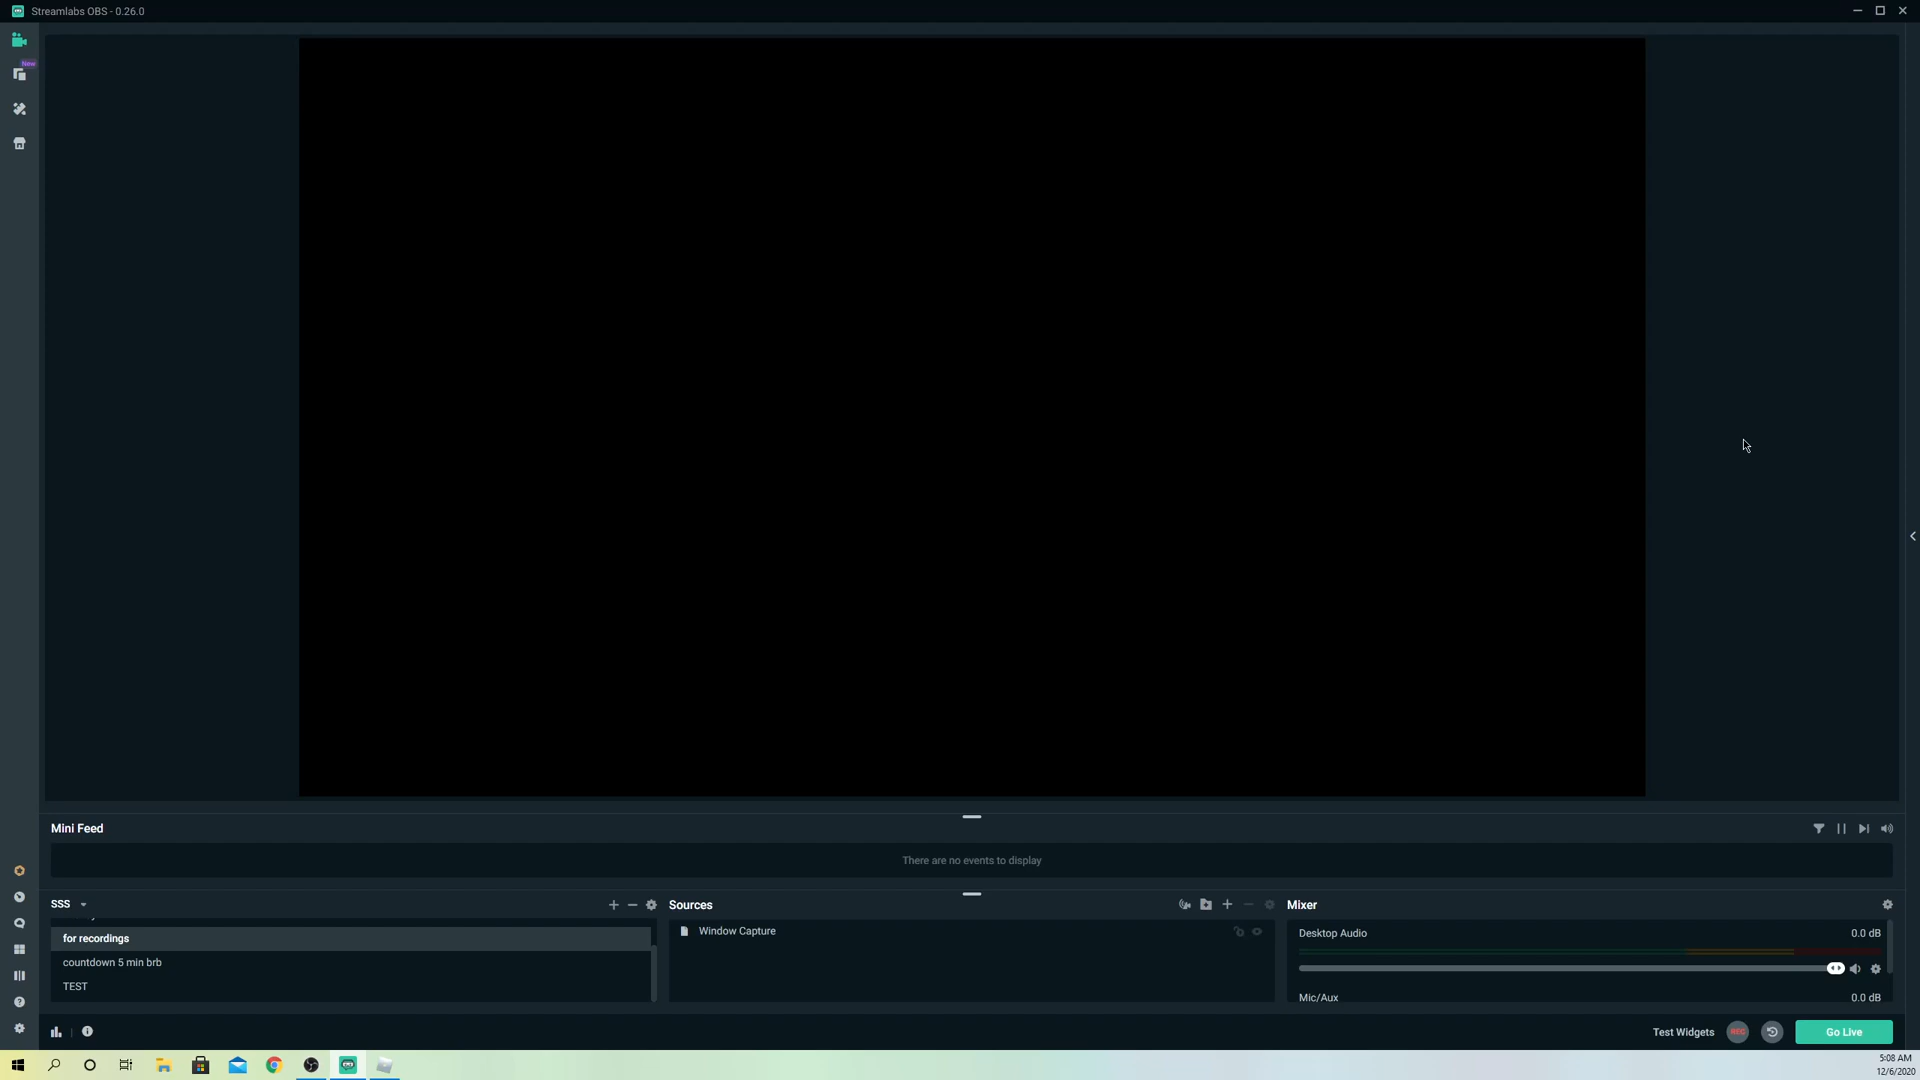 Streamlabs OBS - 0.26.0
New
Mini Feed
There are no events to display
SSS
for recordings
countdown 5 min brb
TEST
Sources
Window Capture
Mixer
Desktop Audio
0.0 dB
Mic/Aux
0.0 dB
Test Widgets
REC
Go Live
5:08 AM
12/6/2020